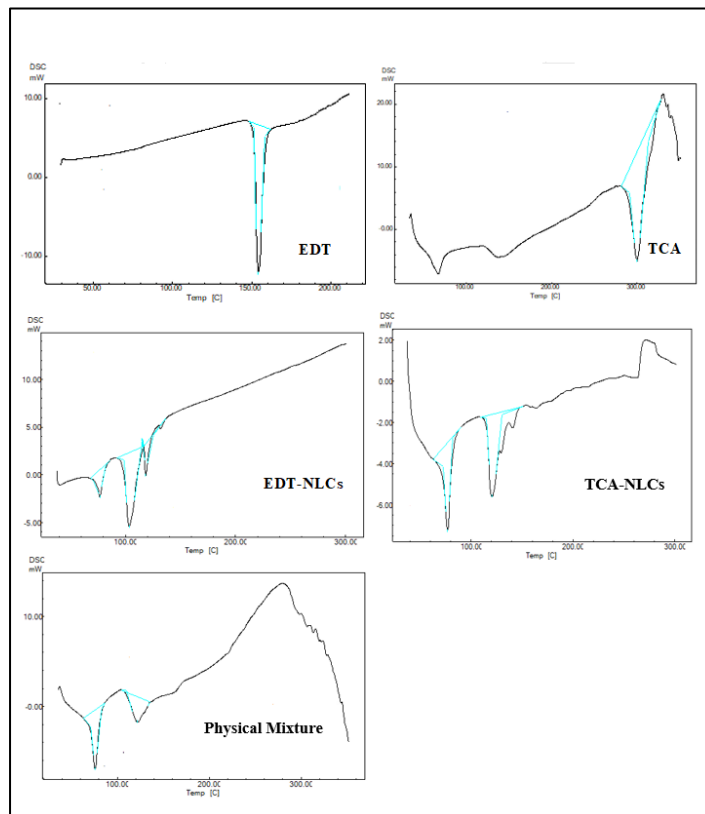 DSC
mW
10.00
0.00
-10.00
EDT
50.00
100.00
150.00
200.00
Temp [C]
DSC
mW
20.00
10.00
-0.00
TCA
100.00
200.00
300.00
Temp [C]
DSC
mW
10.00
5.00
0.00
-5.00
EDT-NLCs
100.00
200.00
300.00
Temp [C]
DSC
mW
2.00
0.00
-2.00
-4.00
-6.00
TCA-NLCs
100.00
200.00
300.00
Temp [C]
DSC
mW
10.00
-0.00
Physical Mixture
100.00
200.00
300.00
Temp [C]